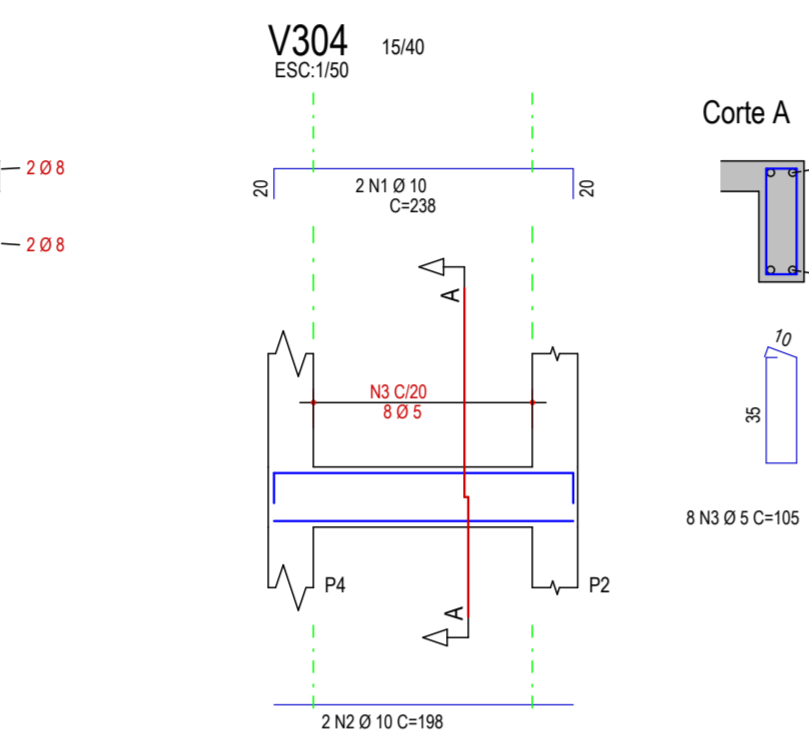 V304 15/40
ESC:1/50
Corte A
2 Ø 8
20
2 N1 Ø 10
20
C=238
2 Ø 8
A
10
N3 C/20
8 Ø 5
35
8 N3 Ø 5 C=105
P4
P2
A
2 N2 Ø 10 C=198